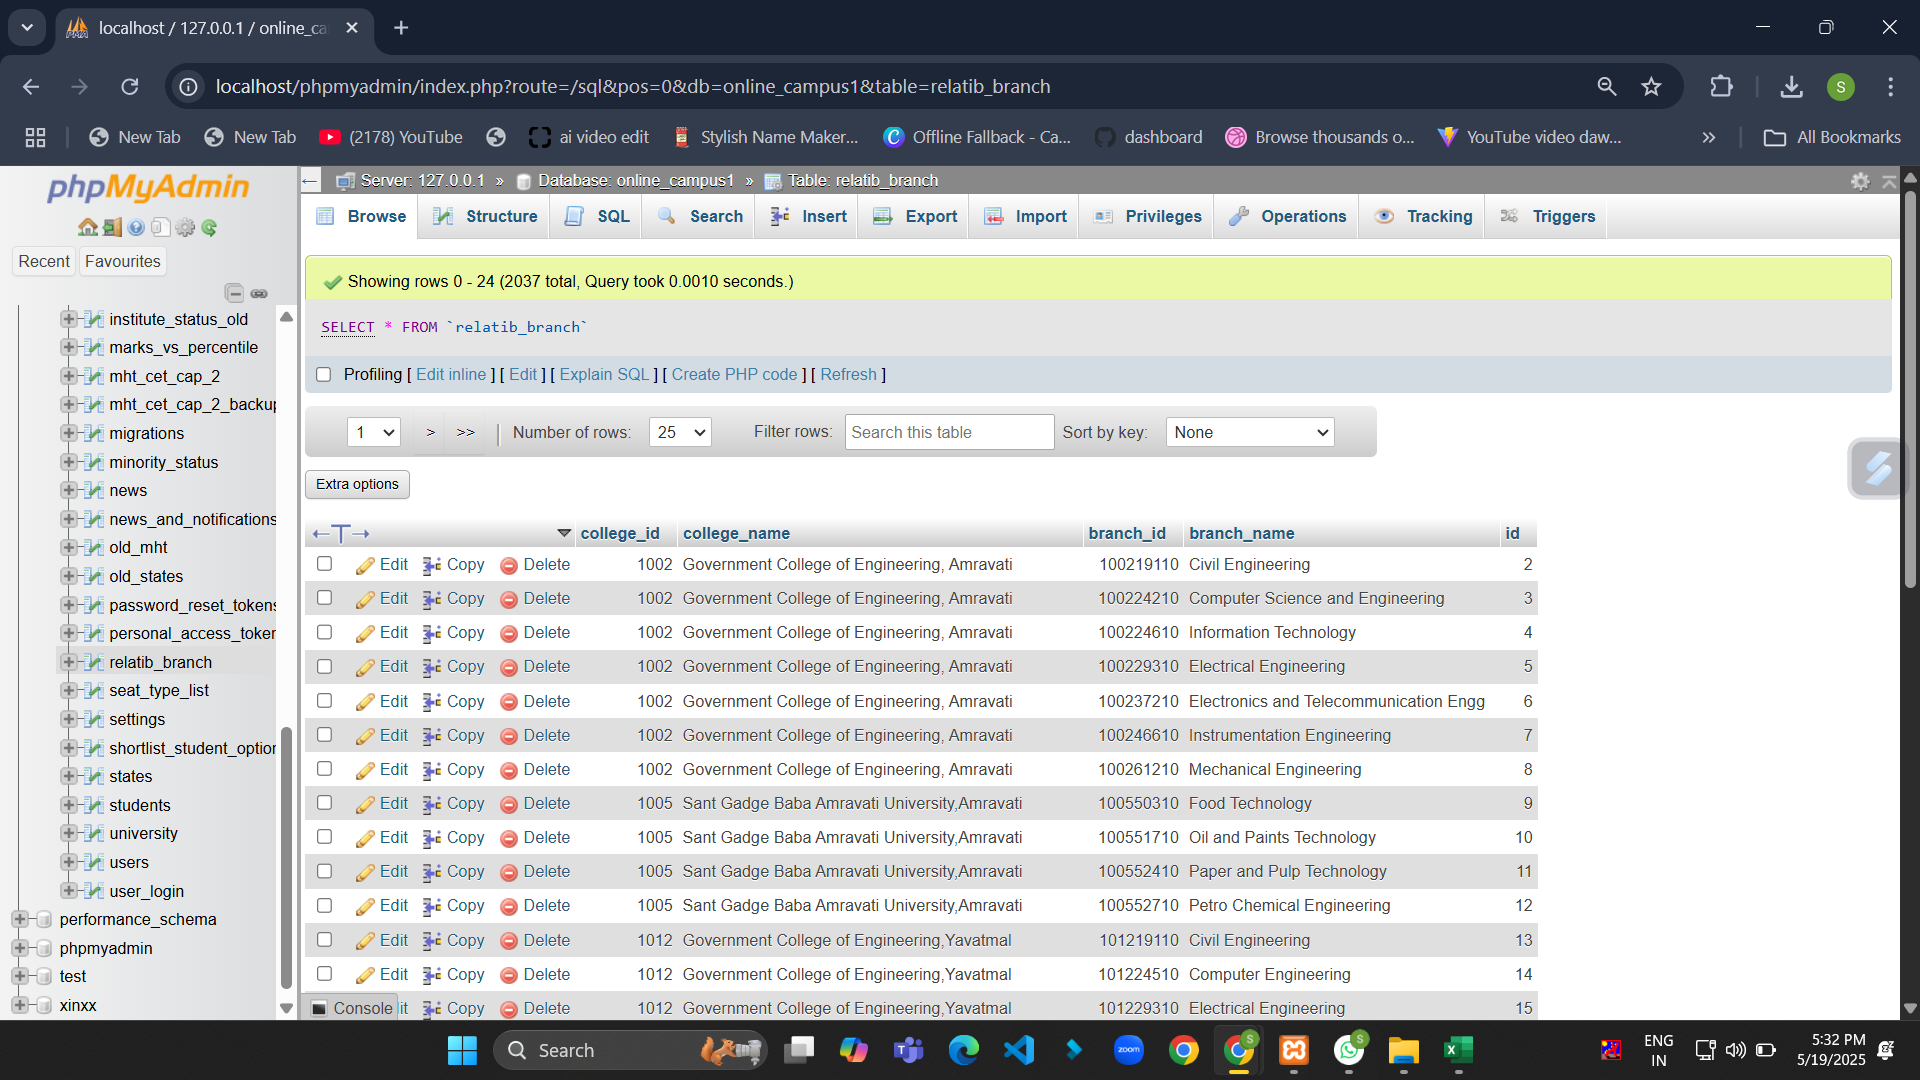 localhost / 127.0.0.1 / online_ca
localhost/phpmyadmin/index.php?route=/sql&pos=0&db=online_campus1&table=relatib_branch
S
New Tab
New Tab
(2178) YouTube
ai video edit
Stylish Name Maker...
Offline Fallback - Ca...
dashboard
Browse thousands o...
YouTube video daw...
»
All Bookmarks
phpMyAdmin
Recent
Favourites
institute_status_old
marks_vs_percentile
mht_cet_cap_2
mht_cet_cap_2_backup
migrations
minority_status
news
news_and_notifications
old_mht
old_states
password_reset_tokens
personal_access_token
relatib_branch
seat_type_list
settings
shortlist_student_option
states
students
university
users
user_login
performance_schema
phpmyadmin
test
xinxx
Server: 127.0.0.1 » Database: online_campus1 » Table: relatib_branch
Browse Structure SQL Search Insert Export Import Privileges Operations Tracking Triggers
Showing rows 0 - 24 (2037 total, Query took 0.0010 seconds.)
SELECT * FROM `relatib_branch`
Profiling [ Edit inline ] [ Edit ] [ Explain SQL ] [ Create PHP code ] [ Refresh ]
1 > >> | Number of rows: 25 Filter rows: Search this table Sort by key: None
Extra options
←T→ college_id college_name branch_id branch_name id
Edit Copy Delete 1002 Government College of Engineering, Amravati 100219110 Civil Engineering 2
Edit Copy Delete 1002 Government College of Engineering, Amravati 100224210 Computer Science and Engineering 3
Edit Copy Delete 1002 Government College of Engineering, Amravati 100224610 Information Technology 4
Edit Copy Delete 1002 Government College of Engineering, Amravati 100229310 Electrical Engineering 5
Edit Copy Delete 1002 Government College of Engineering, Amravati 100237210 Electronics and Telecommunication Engg 6
Edit Copy Delete 1002 Government College of Engineering, Amravati 100246610 Instrumentation Engineering 7
Edit Copy Delete 1002 Government College of Engineering, Amravati 100261210 Mechanical Engineering 8
Edit Copy Delete 1005 Sant Gadge Baba Amravati University,Amravati 100550310 Food Technology 9
Edit Copy Delete 1005 Sant Gadge Baba Amravati University,Amravati 100551710 Oil and Paints Technology 10
Edit Copy Delete 1005 Sant Gadge Baba Amravati University,Amravati 100552410 Paper and Pulp Technology 11
Edit Copy Delete 1005 Sant Gadge Baba Amravati University,Amravati 100552710 Petro Chemical Engineering 12
Edit Copy Delete 1012 Government College of Engineering,Yavatmal 101219110 Civil Engineering 13
Edit Copy Delete 1012 Government College of Engineering,Yavatmal 101224510 Computer Engineering 14
Console it Copy Delete 1012 Government College of Engineering,Yavatmal 101229310 Electrical Engineering 15
Search
zoom
S
S
ENG
IN
5:32 PM
5/19/2025